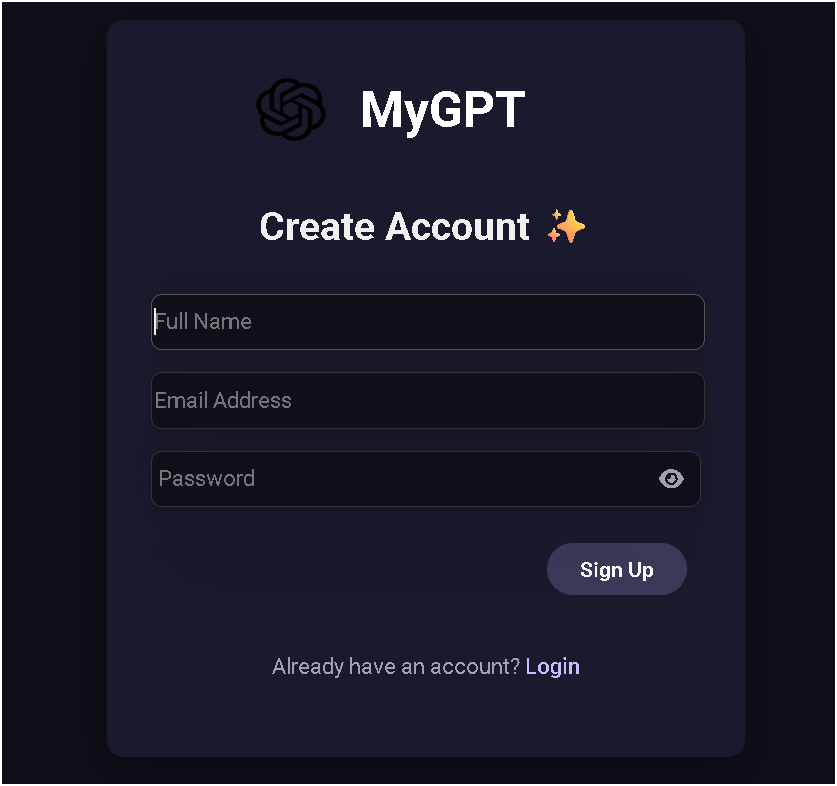 MyGPT
Create Account ✨
Full Name
Email Address
Password
Sign Up
Already have an account? Login